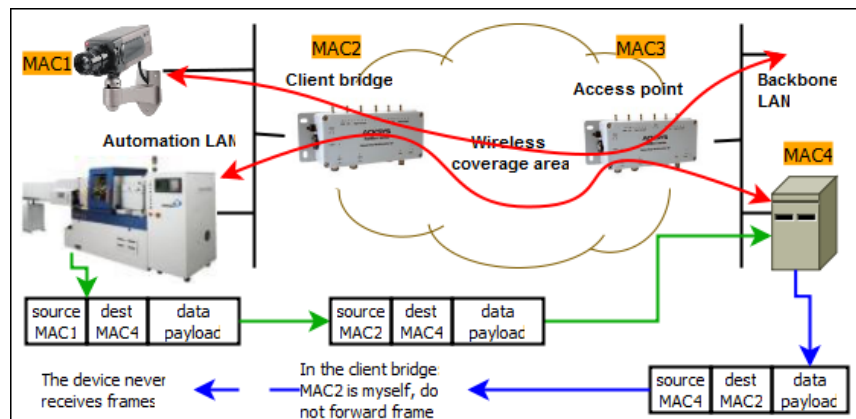 MAC1
MAC2
MAC3
Client bridge
Access point
Backbone
LAN
Automation LAN
Wireless
coverage area
MAC4
source
MAC1
dest
MAC4
data
payload
source
MAC2
dest
MAC4
data
payload
source
MAC4
dest
MAC2
data
payload
The device never
receives frames
In the client bridge
MAC2 is myself, do
not forward frame
ACKSYS